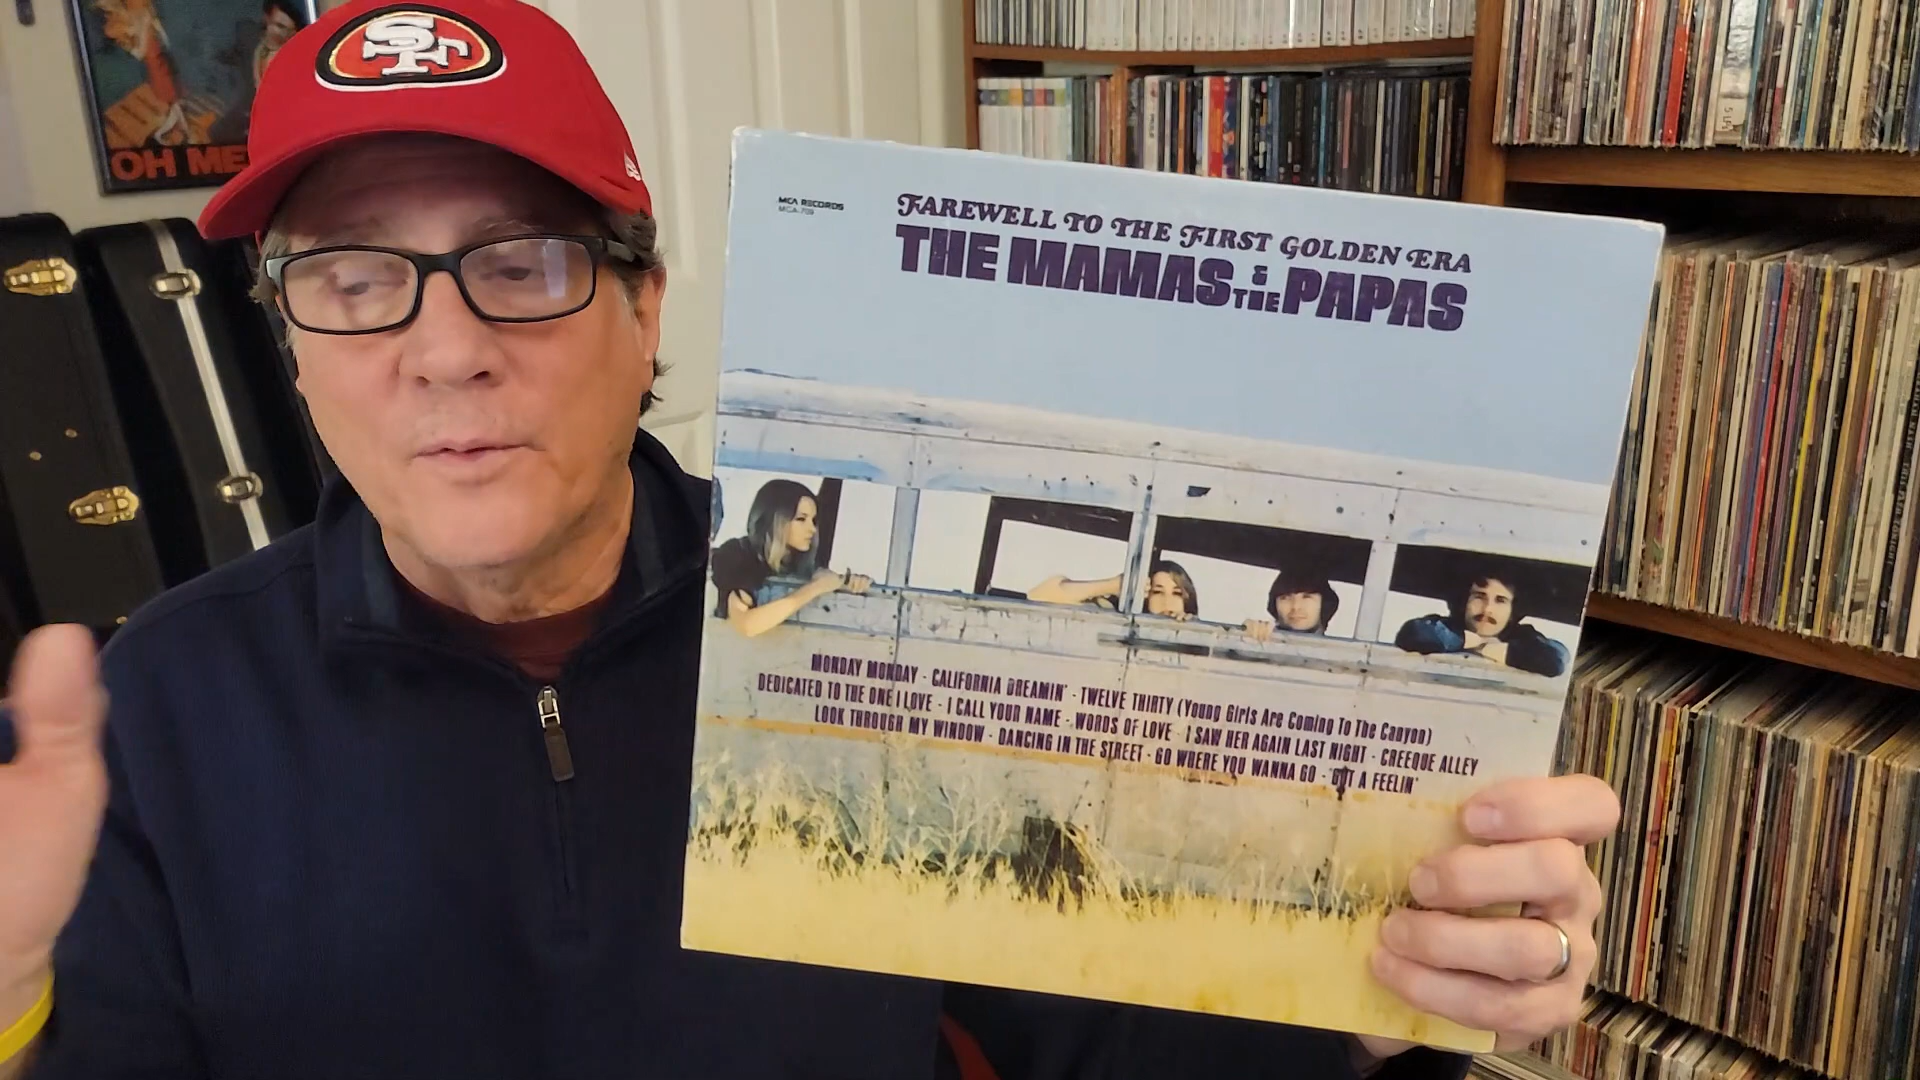 SF
OH ME
MCA RECORDS
MCA-709
FAREWELL TO THE FIRST GOLDEN ERA
THE MAMAS & THE PAPAS
MONDAY MONDAY - CALIFORNIA DREAMIN' - TWELVE THIRTY (Young Girls Are Coming To The Canyon)
DEDICATED TO THE ONE I LOVE - I CALL YOUR NAME - WORDS OF LOVE - I SAW HER AGAIN LAST NIGHT - CREEQUE ALLEY
LOOK THROUGH MY WINDOW - DANCING IN THE STREET - GO WHERE YOU WANNA GO - 'GOT A FEELIN'